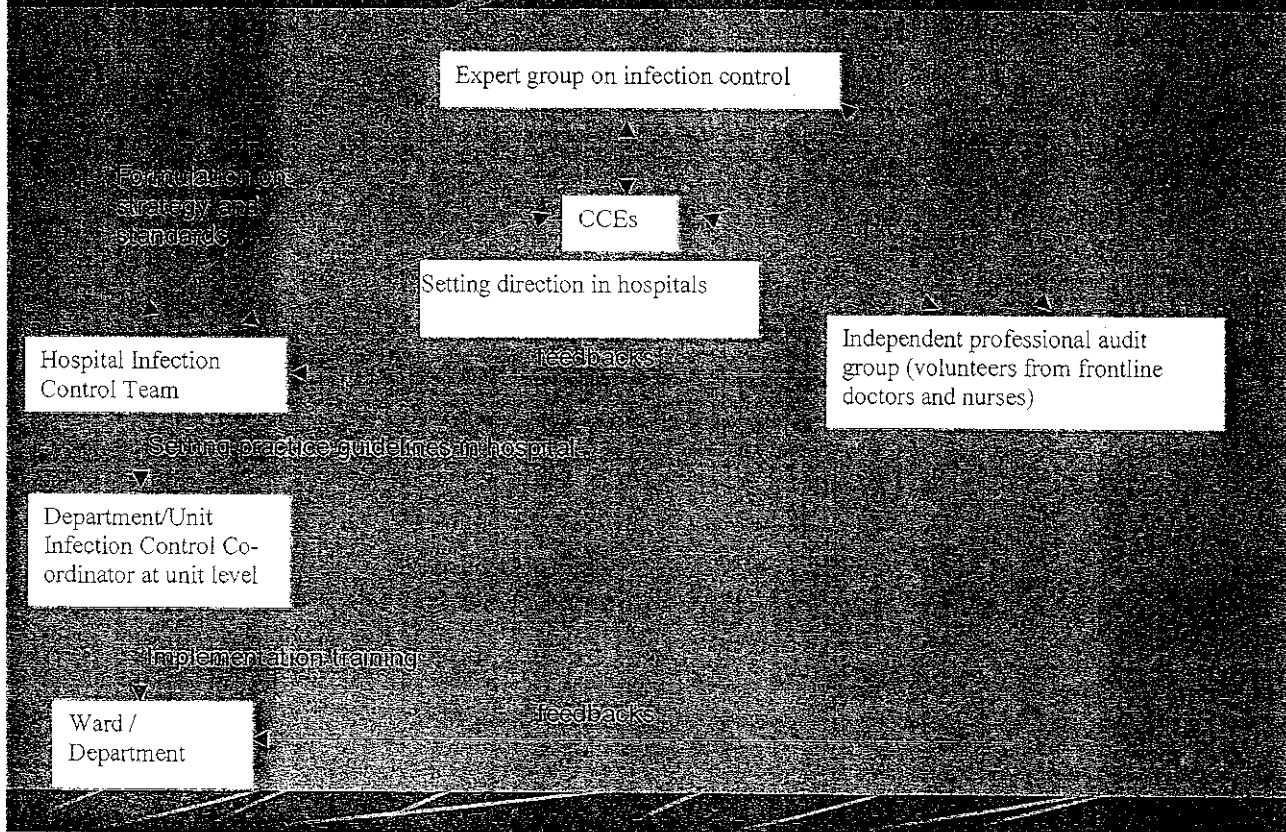 Expert group on infection control
Formulation on
strategy and
standards
CCEs
Setting direction in hospitals
Hospital Infection
Control Team
feedbacks
Independent professional audit
group (volunteers from frontline
doctors and nurses)
Setting practice guidelines in hospital
Department/Unit
Infection Control Co-
ordinator at unit level
Implementation training
feedbacks
Ward /
Department